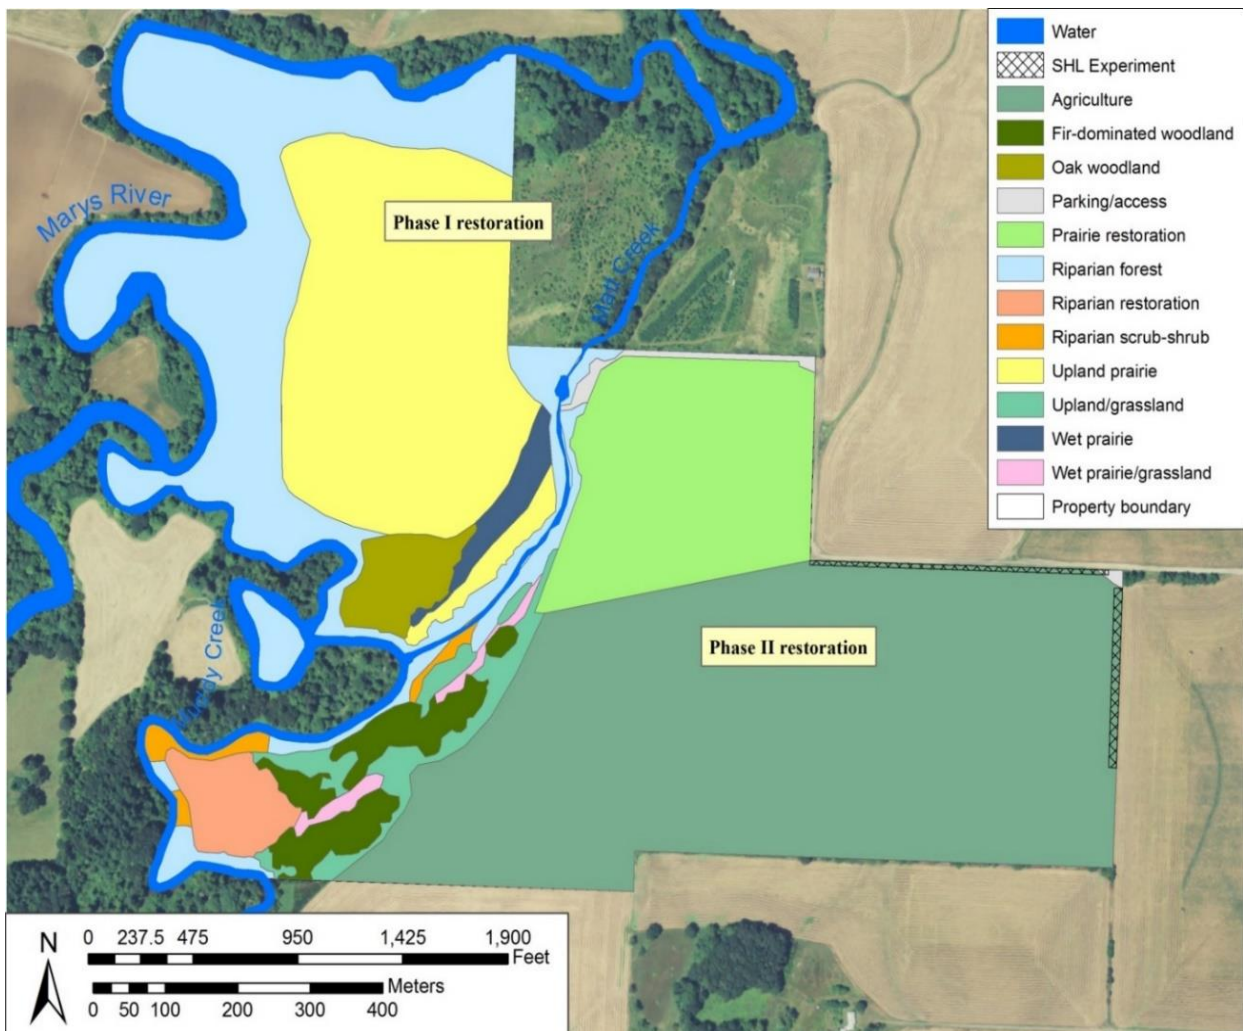 Marys River
Phase I restoration
Matt Creek
Muddy Creek
Phase II restoration
Water
SHL Experiment
Agriculture
Fir-dominated woodland
Oak woodland
Parking/access
Prairie restoration
Riparian forest
Riparian restoration
Riparian scrub-shrub
Upland prairie
Upland/grassland
Wet prairie
Wet prairie/grassland
Property boundary
N
0 237.5 475 950 1,425 1,900
Feet
Meters
0 50 100 200 300 400